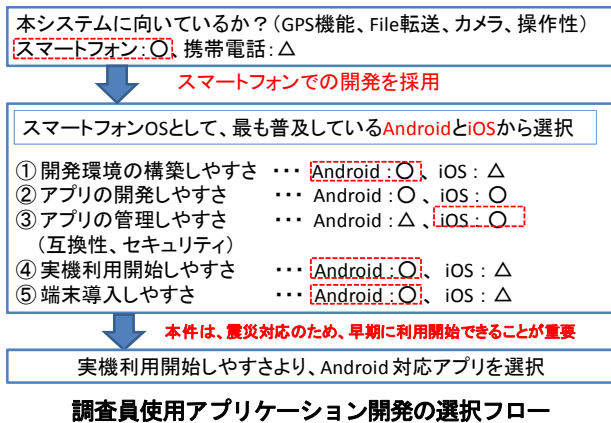 本システムに向いているか？(GPS機能、File転送、カメラ、操作性)
スマートフォン：〇、携帯電話：△
スマートフォンでの開発を採用
スマートフォンOSとして、最も普及しているAndroidとiOSから選択
①開発環境の構築しやすさ ･･･ Android：〇、iOS：△
②アプリの開発しやすさ ･･･ Android：〇、iOS：〇
③アプリの管理しやすさ ･･･ Android：△、iOS：〇
（互換性、セキュリティ）
④実機利用開始しやすさ ･･･ Android：〇、iOS：△
⑤端末導入しやすさ ･･･ Android：〇、iOS：△
本件は、震災対応のため、早期に利用開始できることが重要
実機利用開始しやすさより、Android対応アプリを選択
調査員使用アプリケーション開発の選択フロー